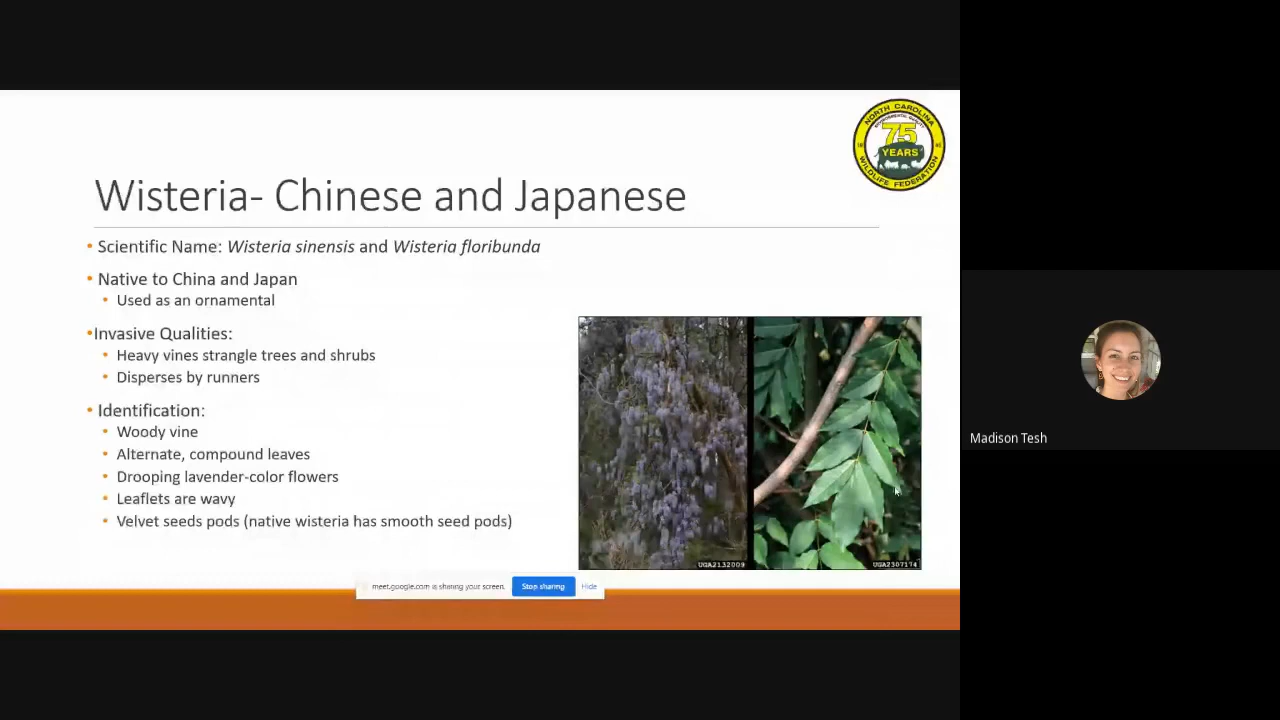 NORTH CAROLINA
75
YEARS
WILDLIFE FEDERATION
Wisteria- Chinese and Japanese
• Scientific Name: Wisteria sinensis and Wisteria floribunda
• Native to China and Japan
• Used as an ornamental
•Invasive Qualities:
• Heavy vines strangle trees and shrubs
• Disperses by runners
• Identification:
• Woody vine
• Alternate, compound leaves
• Drooping lavender-color flowers
• Leaflets are wavy
• Velvet seeds pods (native wisteria has smooth seed pods)
UGA2132009
UGA2307174
meet.google.com is sharing your screen. Stop sharing Hide
Madison Tesh